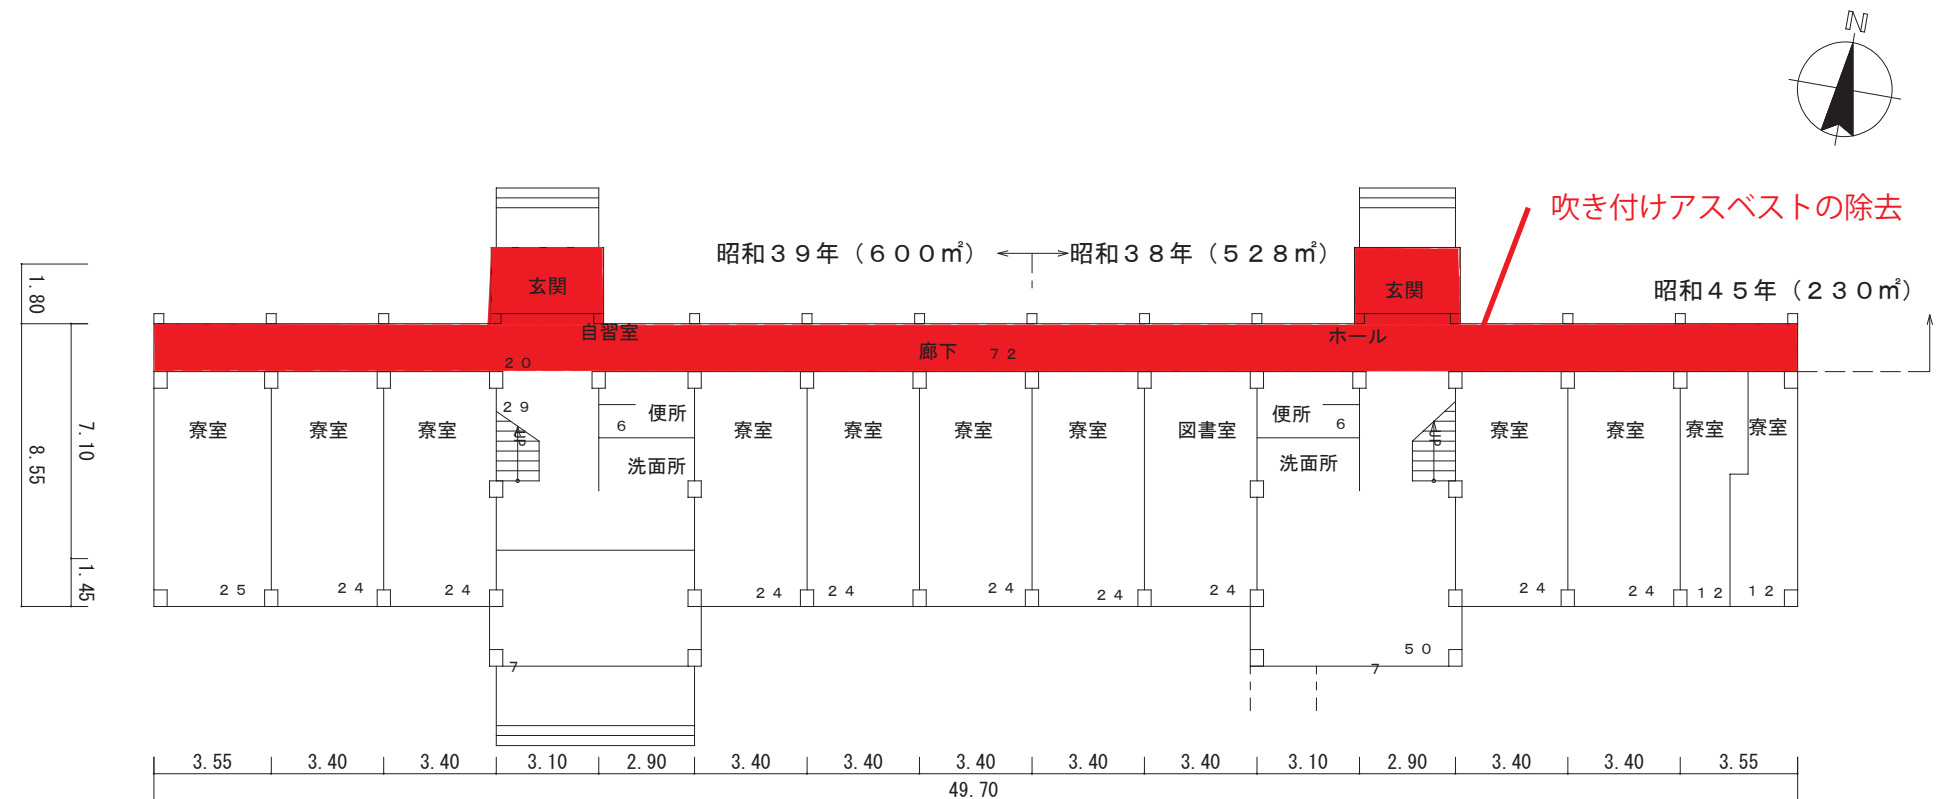 N
吹き付けアスベストの除去
昭和39年（600㎡）
昭和38年（528㎡）
昭和45年（230㎡）
玄関
玄関
1.80
自習室
ホール
廊下 72
20
29
UP
6
便所
洗面所
便所
6
洗面所
UP
寮室
寮室
寮室
寮室
寮室
寮室
寮室
図書室
寮室
寮室
寮室
寮室
7.10
8.55
1.45
25
24
24
24
24
24
24
24
24
24
12
12
7
50
7
3.55
3.40
3.40
3.10
2.90
3.40
3.40
3.40
3.40
3.40
3.10
2.90
3.40
3.40
3.55
49.70